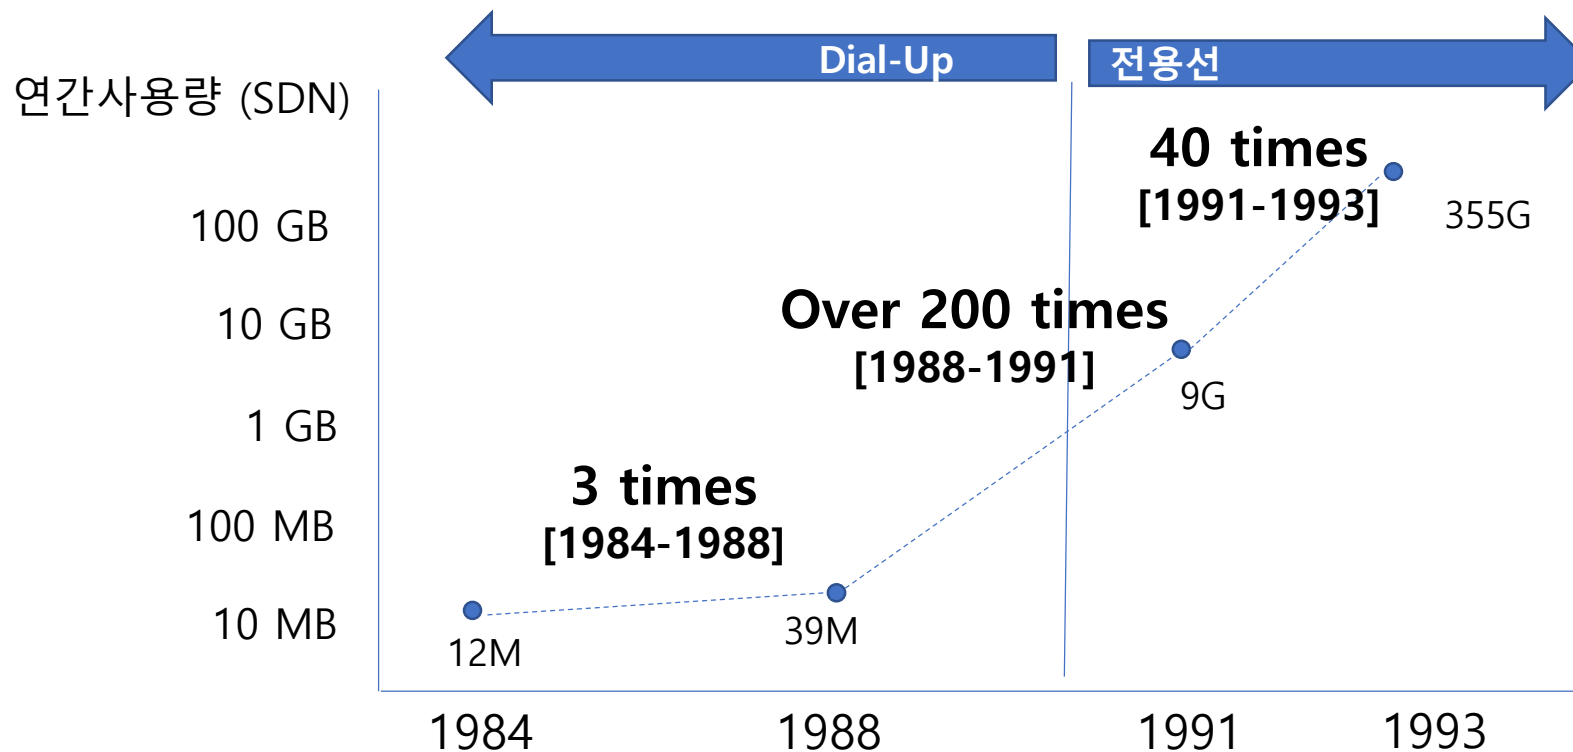 Dial-Up
전용선
연간사용량 (SDN)
40 times
[1991-1993]
355G
100 GB
10 GB
Over 200 times
[1988-1991]
9G
1 GB
3 times
[1984-1988]
100 MB
10 MB
12M
39M
1984
1988
1991
1993